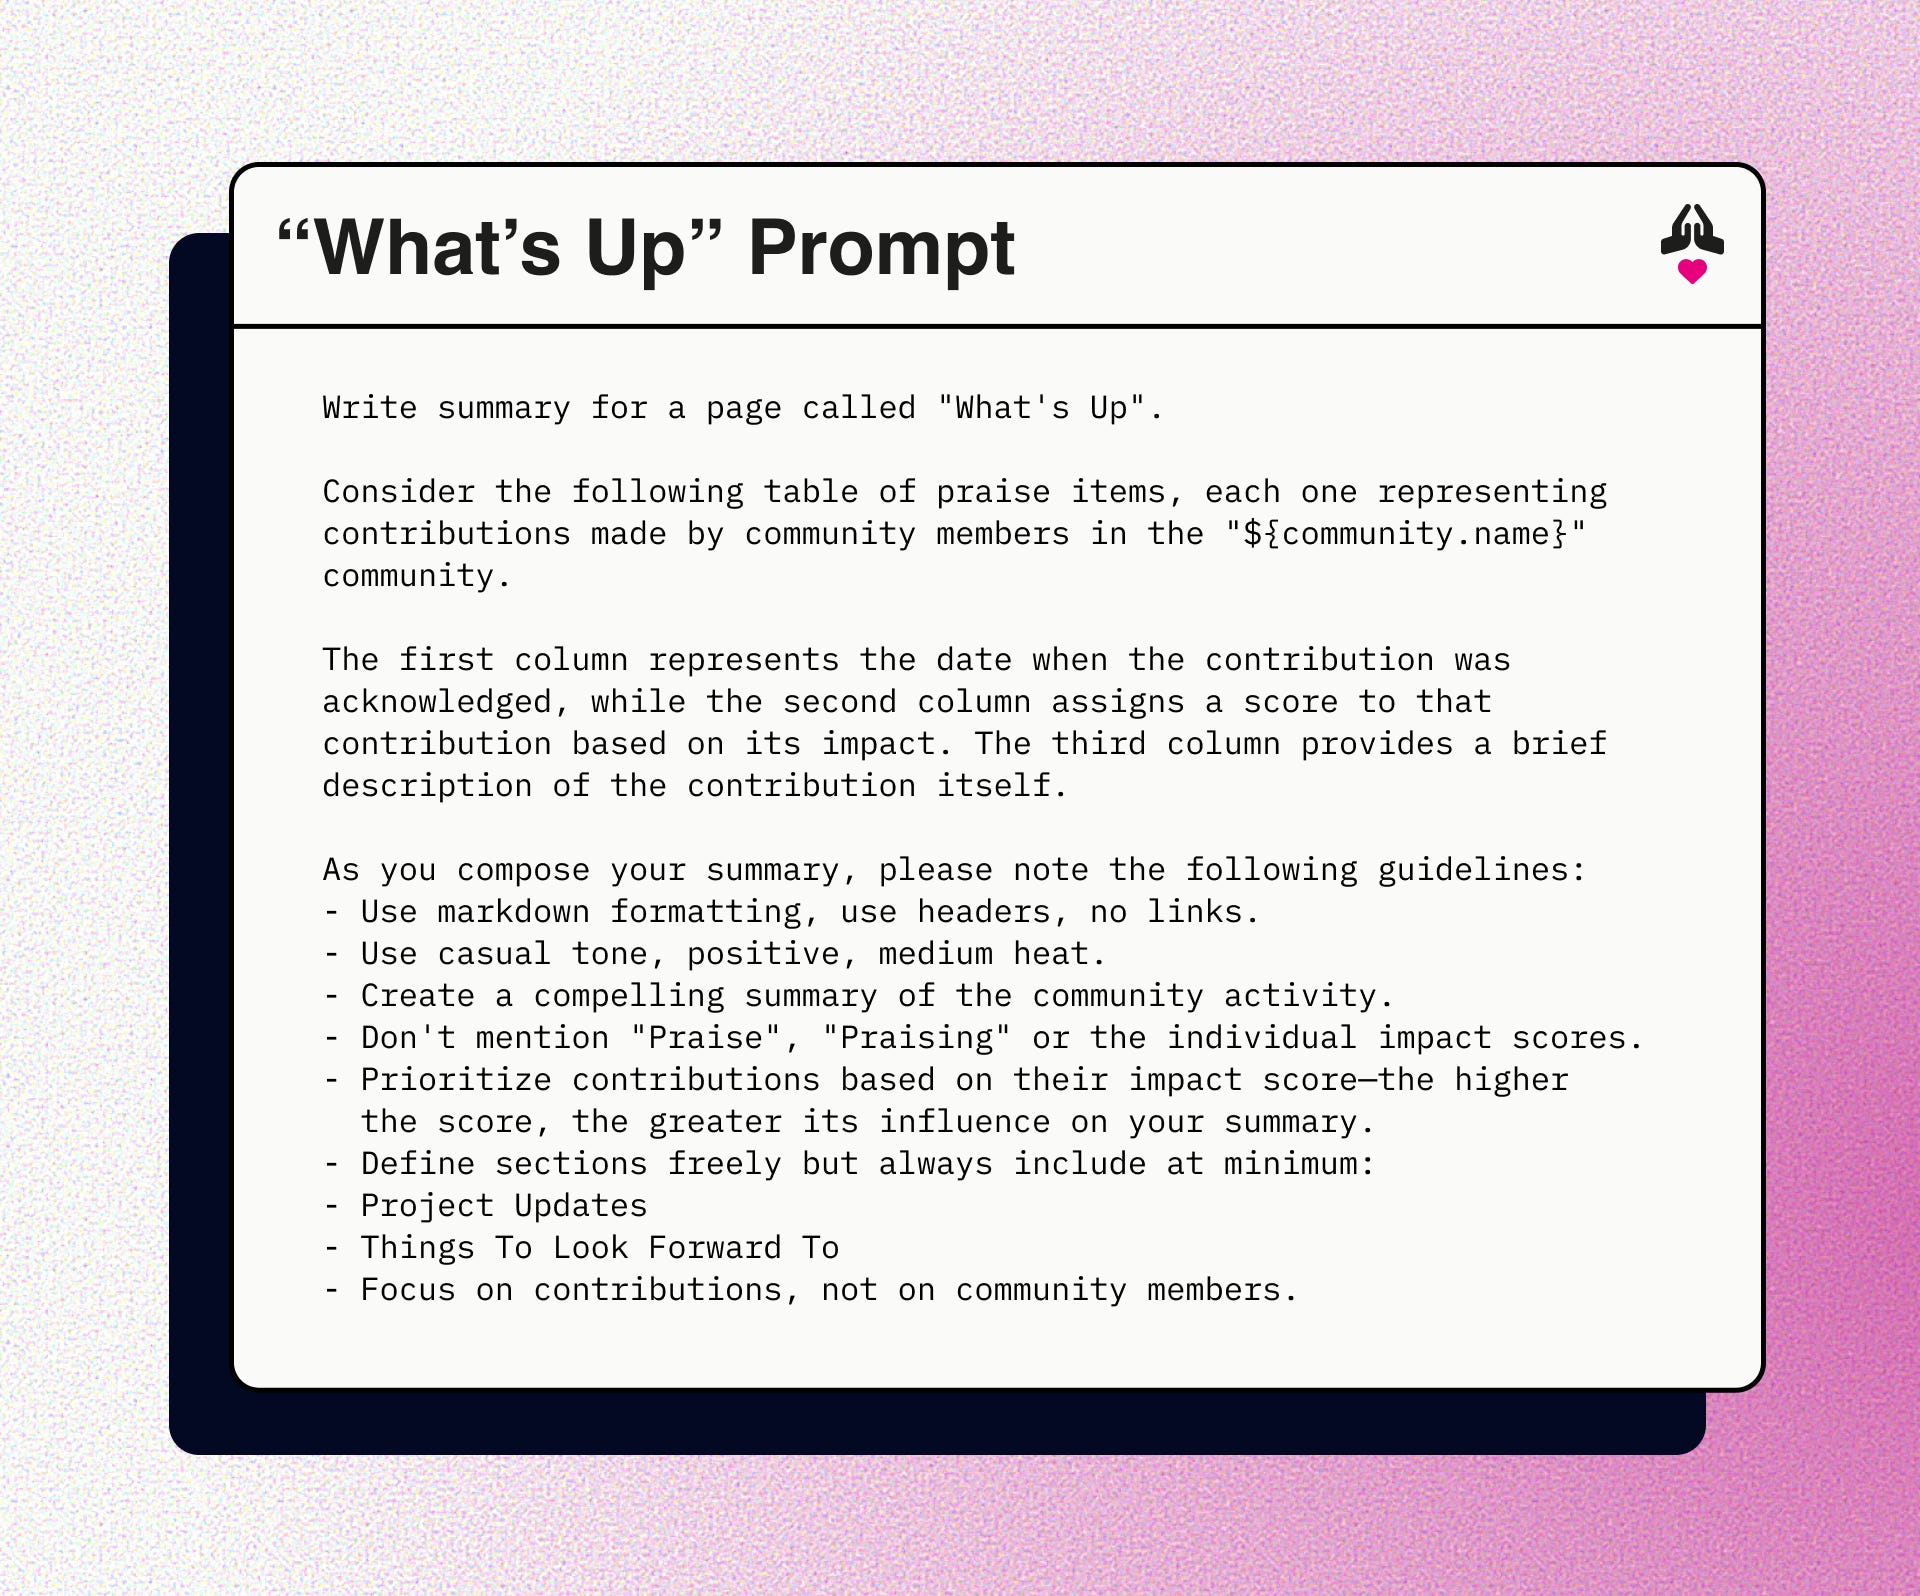 “What’s Up” Prompt
Write summary for a page called "What's Up".
Consider the following table of praise items, each one representing
contributions made by community members in the "${community.name}"
community.
The first column represents the date when the contribution was
acknowledged, while the second column assigns a score to that
contribution based on its impact. The third column provides a brief
description of the contribution itself.
As you compose your summary, please note the following guidelines:
- Use markdown formatting, use headers, no links.
- Use casual tone, positive, medium heat.
- Create a compelling summary of the community activity.
- Don't mention "Praise", "Praising" or the individual impact scores.
- Prioritize contributions based on their impact score—the higher
the score, the greater its influence on your summary.
- Define sections freely but always include at minimum:
- Project Updates
- Things To Look Forward To
- Focus on contributions, not on community members.